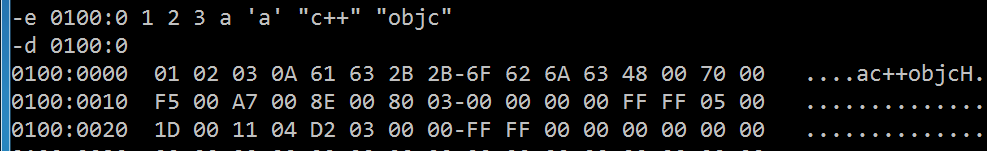 -e 0100:0 1 2 3 a 'a' "c++" "objc"
-d 0100:0
0100:0000  01 02 03 0A 61 63 2B 2B-6F 62 6A 63 48 00 70 00   ....ac++objcH.
0100:0010  F5 00 A7 00 8E 00 80 03-00 00 00 00 FF FF 05 00   ..............
0100:0020  1D 00 11 04 D2 03 00 00-FF FF 00 00 00 00 00 00   ..............